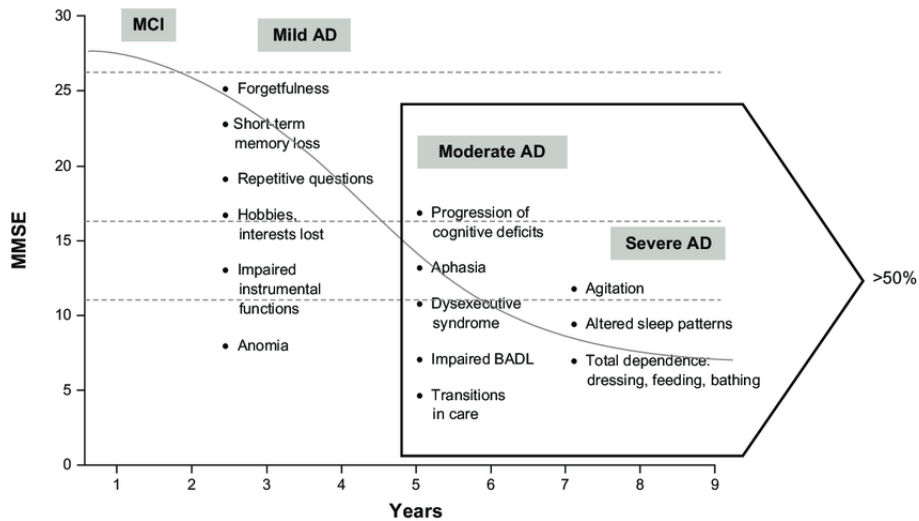 MCI
Mild AD
Moderate AD
Severe AD
MMSE
30
25
20
15
10
5
0
• Forgetfulness
• Short term
memory loss
• Repetitive questions
• Hobbies,
interests lost
• Impaired
instrumental
functions
• Anomia
• Progression of
cognitive deficits
• Aphasia
• Dysexecutive
syndrome
• Impaired BADL
• Transitions
in care
• Agitation
• Altered sleep patterns
• Total dependence:
dressing, feeding, bathing
>50%
1 2 3 4 5 6 7 8 9
Years